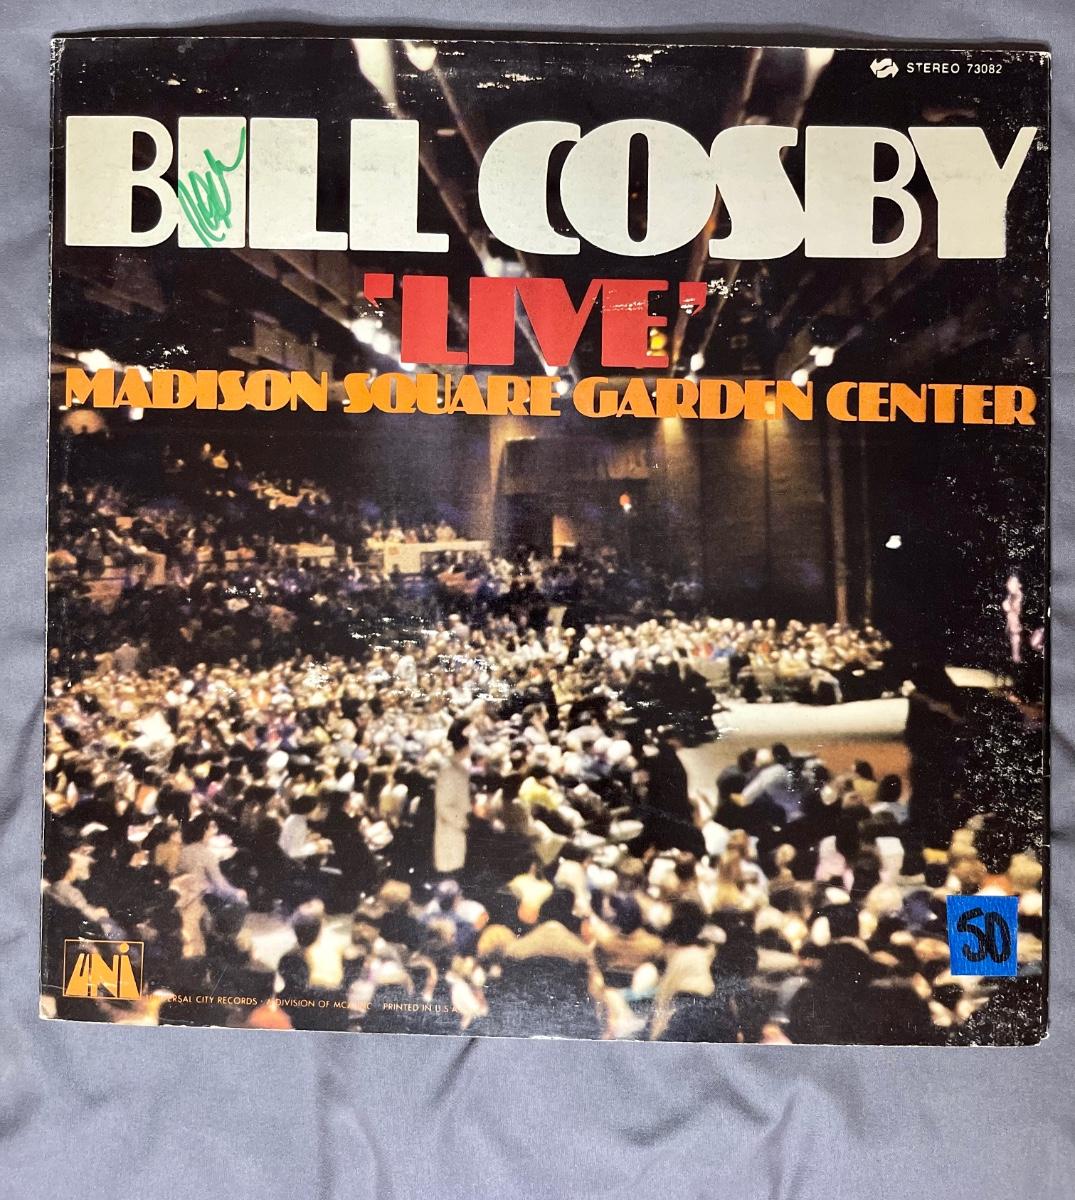 STEREO 73082
BILL COSBY
'LIVE'
MADISON SQUARE GARDEN CENTER
50
UNI
UNIVERSAL CITY RECORDS · A DIVISION OF MCA INC · PRINTED IN U.S.A.